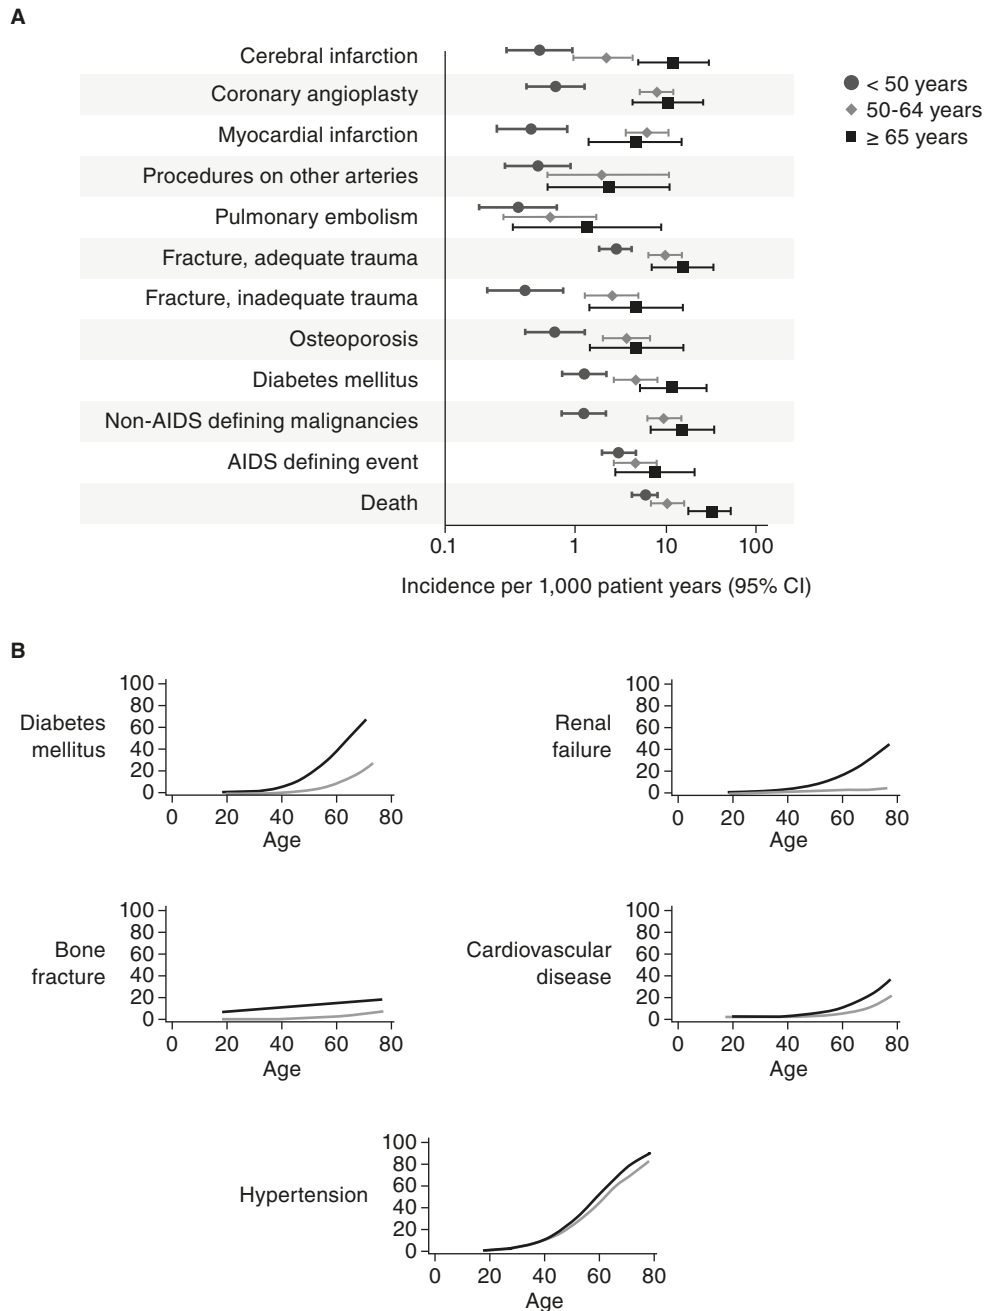 A
Cerebral infarction
Coronary angioplasty
Myocardial infarction
Procedures on other arteries
Pulmonary embolism
Fracture, adequate trauma
Fracture, inadequate trauma
Osteoporosis
Diabetes mellitus
Non-AIDS defining malignancies
AIDS defining event
Death
< 50 years
50-64 years
≥ 65 years
0.1 1 10 100
Incidence per 1,000 patient years (95% CI)
B
Diabetes
mellitus
100
80
60
40
20
0
0 20 40 60 80
Age
Renal
failure
100
80
60
40
20
0
0 20 40 60 80
Age
Bone
fracture
100
80
60
40
20
0
0 20 40 60 80
Age
Cardiovascular
disease
100
80
60
40
20
0
0 20 40 60 80
Age
Hypertension
100
80
60
40
20
0
0 20 40 60 80
Age